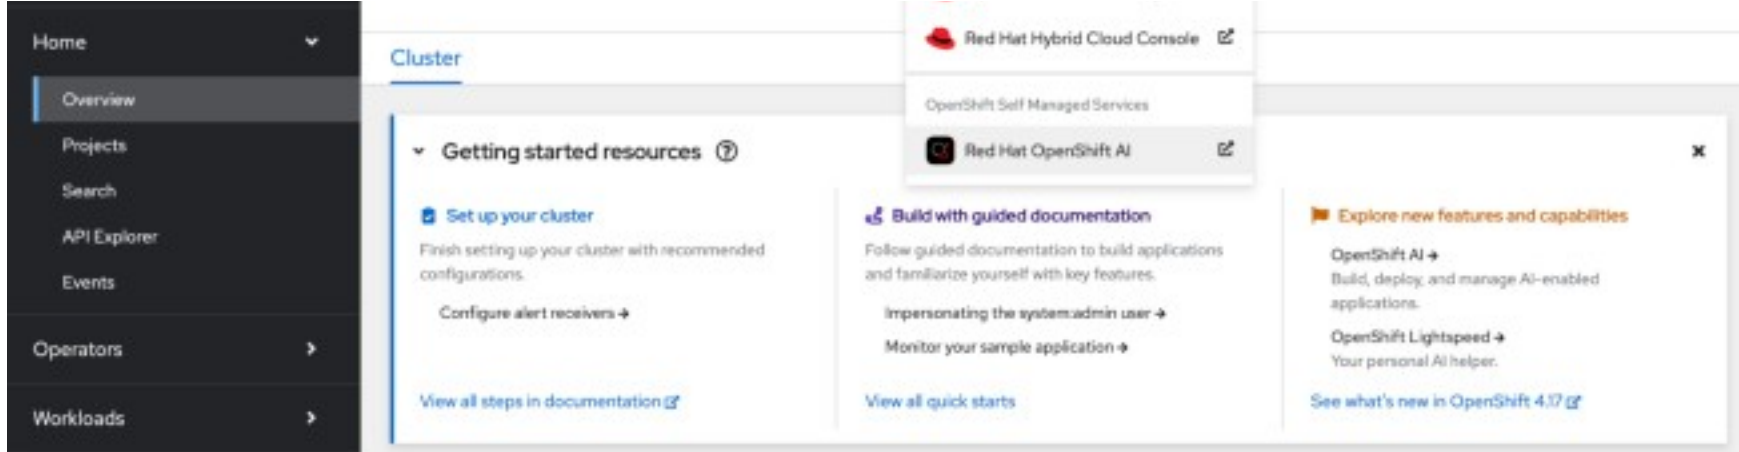 Home
Overview
Projects
Search
API Explorer
Events
Operators
Workloads
Cluster
Red Hat Hybrid Cloud Console
OpenShift Self Managed Services
Red Hat OpenShift AI
Getting started resources
Set up your cluster
Finish setting up your cluster with recommended
configurations.
Configure alert receivers →
View all steps in documentation
Build with guided documentation
Follow guided documentation to build applications
and familiarize yourself with key features.
Impersonating the system:admin user →
Monitor your sample application →
View all quick starts
Explore new features and capabilities
OpenShift AI →
Build, deploy, and manage AI-enabled
applications.
OpenShift Lightspeed →
Your personal AI helper.
See what's new in OpenShift 4.17